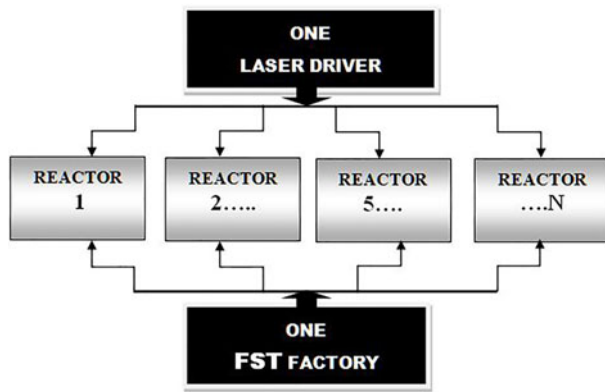 ONE
LASER DRIVER
REACTOR
1
REACTOR
2.....
REACTOR
5....
REACTOR
....N
ONE
FST FACTORY